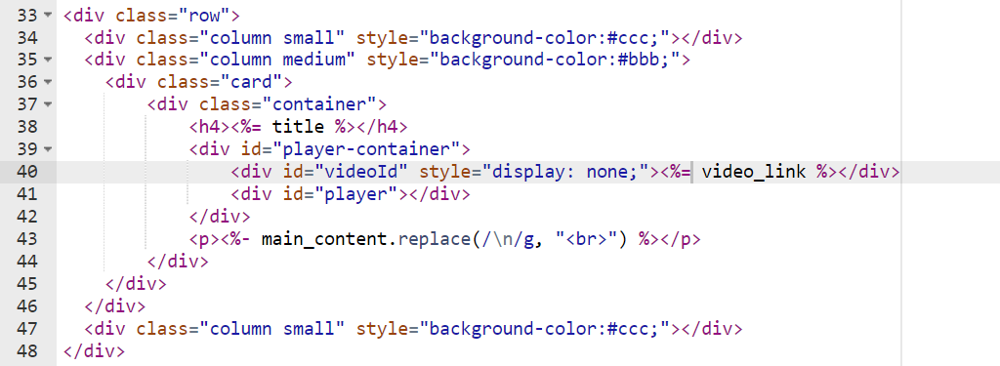 33 <div class="row">
34   <div class="column small" style="background-color:#ccc;"></div>
35   <div class="column medium" style="background-color:#bbb;">
36     <div class="card">
37         <div class="container">
38             <h4><%= title %></h4>
39             <div id="player-container">
40                 <div id="videoId" style="display: none;"><%= video_link %></div>
41                 <div id="player"></div>
42             </div>
43             <p><%- main_content.replace(/\n/g, "<br>") %></p>
44         </div>
45     </div>
46   </div>
47   <div class="column small" style="background-color:#ccc;"></div>
48 </div>